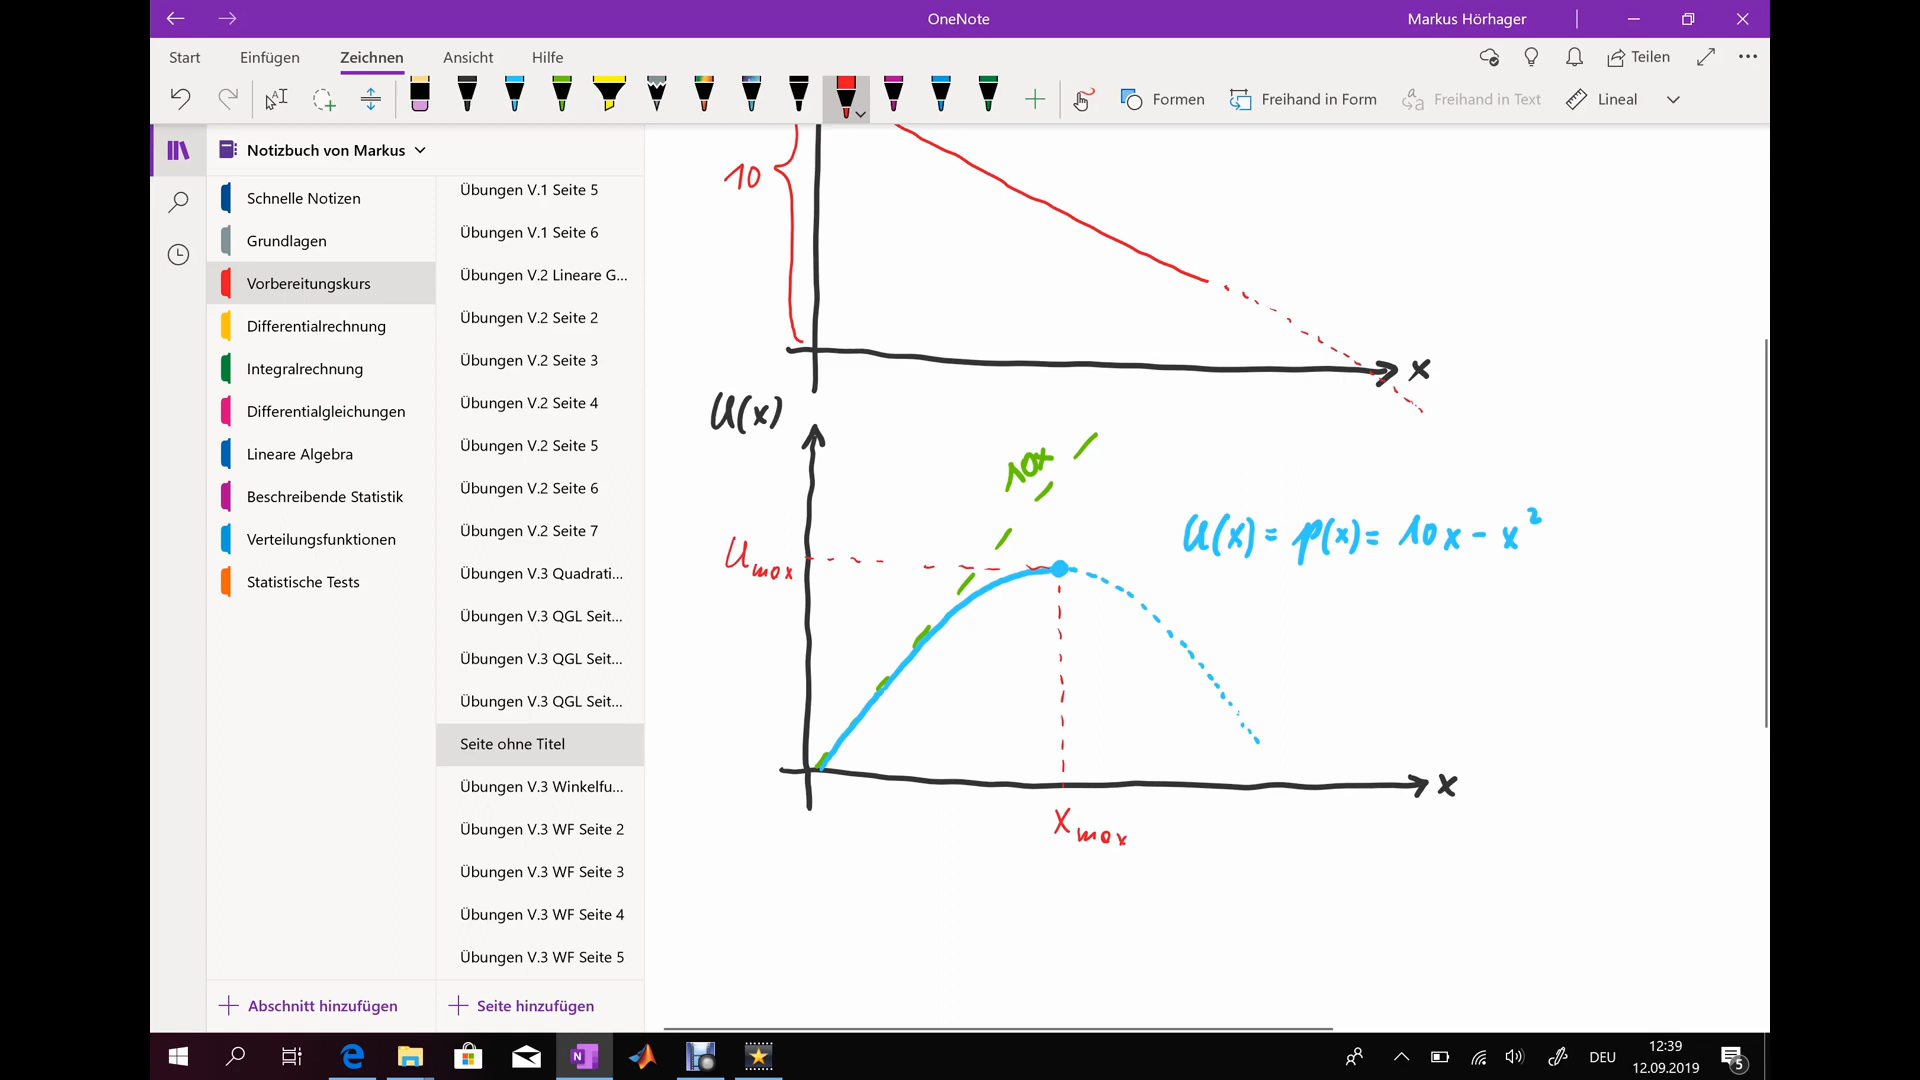 OneNote
Markus Hörhager
Start Einfügen Zeichnen Ansicht Hilfe
Teilen
Formen Freihand in Form Freihand in Text Lineal
Notizbuch von Markus
Schnelle Notizen
Grundlagen
Vorbereitungskurs
Differentialrechnung
Integralrechnung
Differentialgleichungen
Lineare Algebra
Beschreibende Statistik
Verteilungsfunktionen
Statistische Tests
Abschnitt hinzufügen
Übungen V.1 Seite 5
Übungen V.1 Seite 6
Übungen V.2 Lineare G...
Übungen V.2 Seite 2
Übungen V.2 Seite 3
Übungen V.2 Seite 4
Übungen V.2 Seite 5
Übungen V.2 Seite 6
Übungen V.2 Seite 7
Übungen V.3 Quadrati...
Übungen V.3 QGL Seit...
Übungen V.3 QGL Seit...
Übungen V.3 QGL Seit...
Seite ohne Titel
Übungen V.3 Winkelfu...
Übungen V.3 WF Seite 2
Übungen V.3 WF Seite 3
Übungen V.3 WF Seite 4
Übungen V.3 WF Seite 5
Seite hinzufügen
10
x
U(x)
10x
U(x) = p(x) = 10x - x²
Umax
x
xmax
DEU
12:39
12.09.2019
5